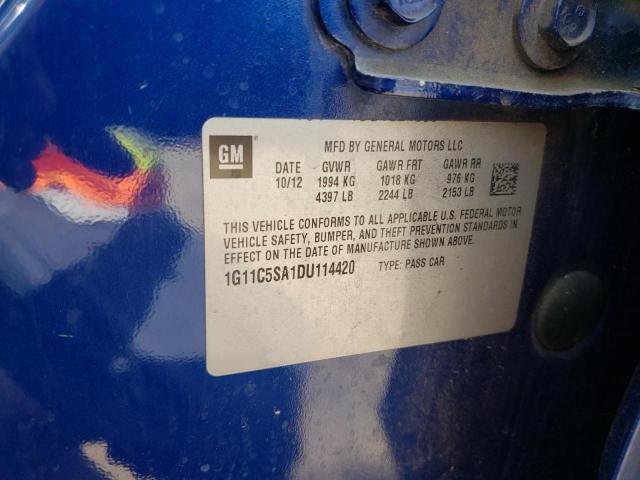 GM
MFD BY GENERAL MOTORS LLC
DATE GVWR GAWR FRT GAWR RR
10/12 1994 KG 1018 KG 976 KG
4397 LB 2244 LB 2153 LB
THIS VEHICLE CONFORMS TO ALL APPLICABLE U.S. FEDERAL MOTOR
VEHICLE SAFETY, BUMPER, AND THEFT PREVENTION STANDARDS IN
EFFECT ON THE DATE OF MANUFACTURE SHOWN ABOVE.
1G11C5SA1DU114420 TYPE: PASS CAR